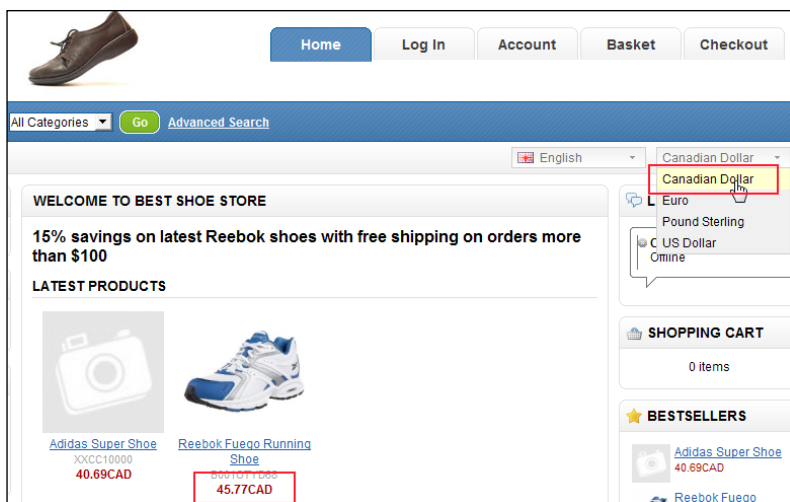 Home
Log In
Account
Basket
Checkout
All Categories
Go
Advanced Search
English
Canadian Dollar
Canadian Dollar
Euro
Pound Sterling
US Dollar
WELCOME TO BEST SHOE STORE
15% savings on latest Reebok shoes with free shipping on orders more
than $100
LATEST PRODUCTS
Adidas Super Shoe
XXCC10000
40.69CAD
Reebok Fuego Running
Shoe
45.77CAD
Offline
SHOPPING CART
0 items
BESTSELLERS
Adidas Super Shoe
40.69CAD
Reebok Fuego